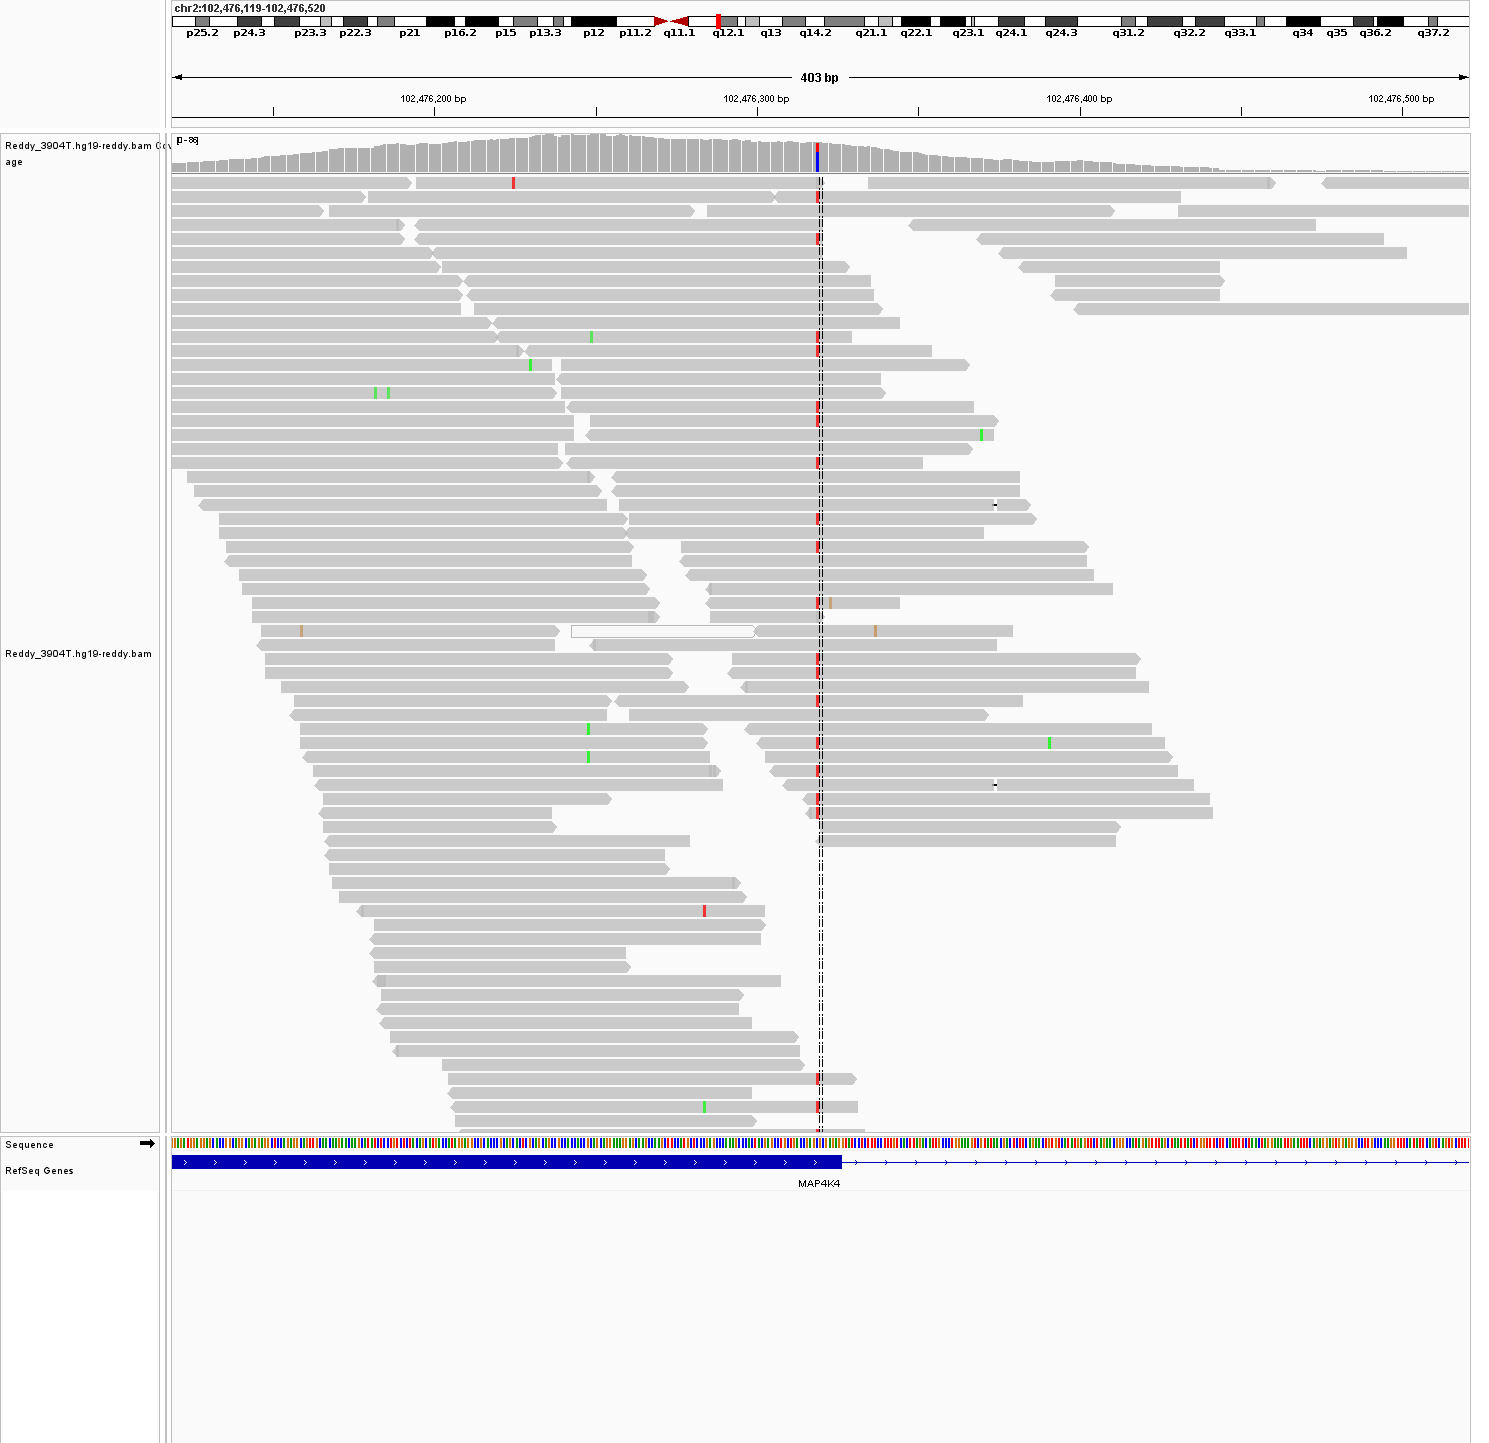 chr2:102,476,119-102,476,520
p25.2 p24.3 p23.3 p22.3 p21 p16.2 p15 p13.3 p12 p11.2 q11.1 q12.1 q13 q14.2 q21.1 q22.1 q23.1 q24.1 q24.3 q31.2 q32.2 q33.1 q34 q35 q36.2 q37.2
403 bp
102,476,200 bp 102,476,300 bp 102,476,400 bp 102,476,500 bp
Reddy_3904T.hg19-reddy.bam Cov
age
[0 - 86]
Reddy_3904T.hg19-reddy.bam
Sequence
RefSeq Genes
MAP4K4